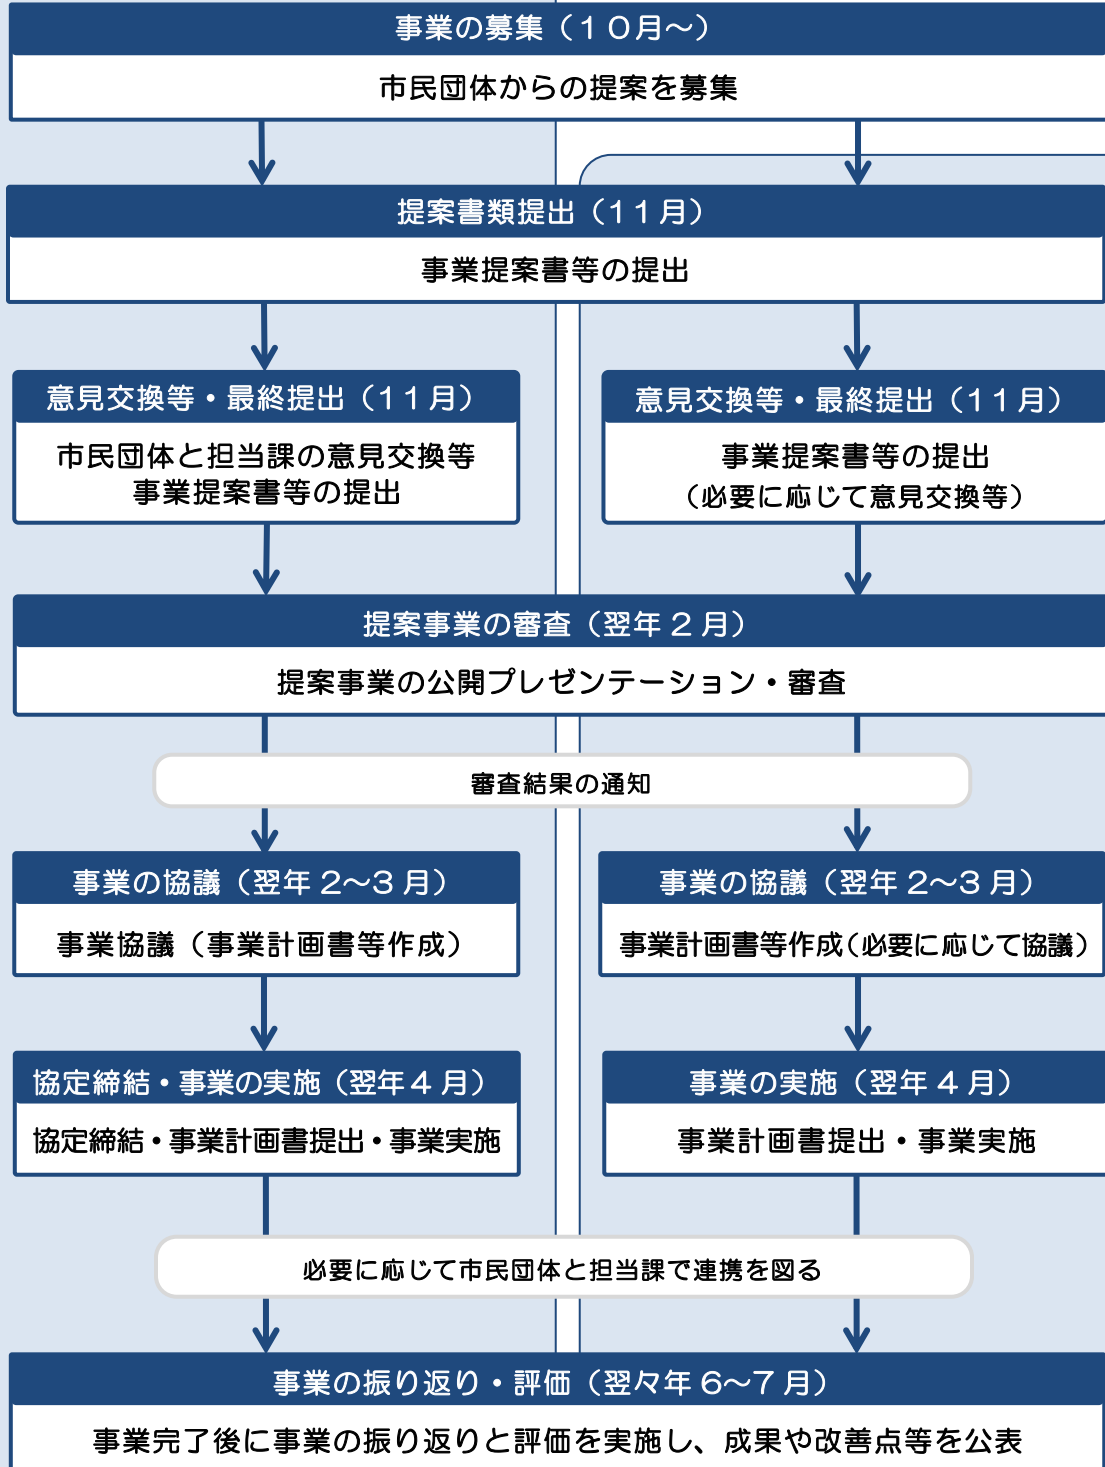 事業の募集（１０月～）
市民団体からの提案を募集
提案書類提出（１１月）
事業提案書等の提出
意見交換等・最終提出（１１月）
市民団体と担当課の意見交換等
事業提案書等の提出
意見交換等・最終提出（１１月）
事業提案書等の提出
（必要に応じて意見交換等）
提案事業の審査（翌年２月）
提案事業の公開プレゼンテーション・審査
審査結果の通知
事業の協議（翌年２～３月）
事業協議（事業計画書等作成）
事業の協議（翌年２～３月）
事業計画書等作成（必要に応じて協議）
協定締結・事業の実施（翌年４月）
協定締結・事業計画書提出・事業実施
事業の実施（翌年４月）
事業計画書提出・事業実施
必要に応じて市民団体と担当課で連携を図る
事業の振り返り・評価（翌々年６～７月）
事業完了後に事業の振り返りと評価を実施し、成果や改善点等を公表